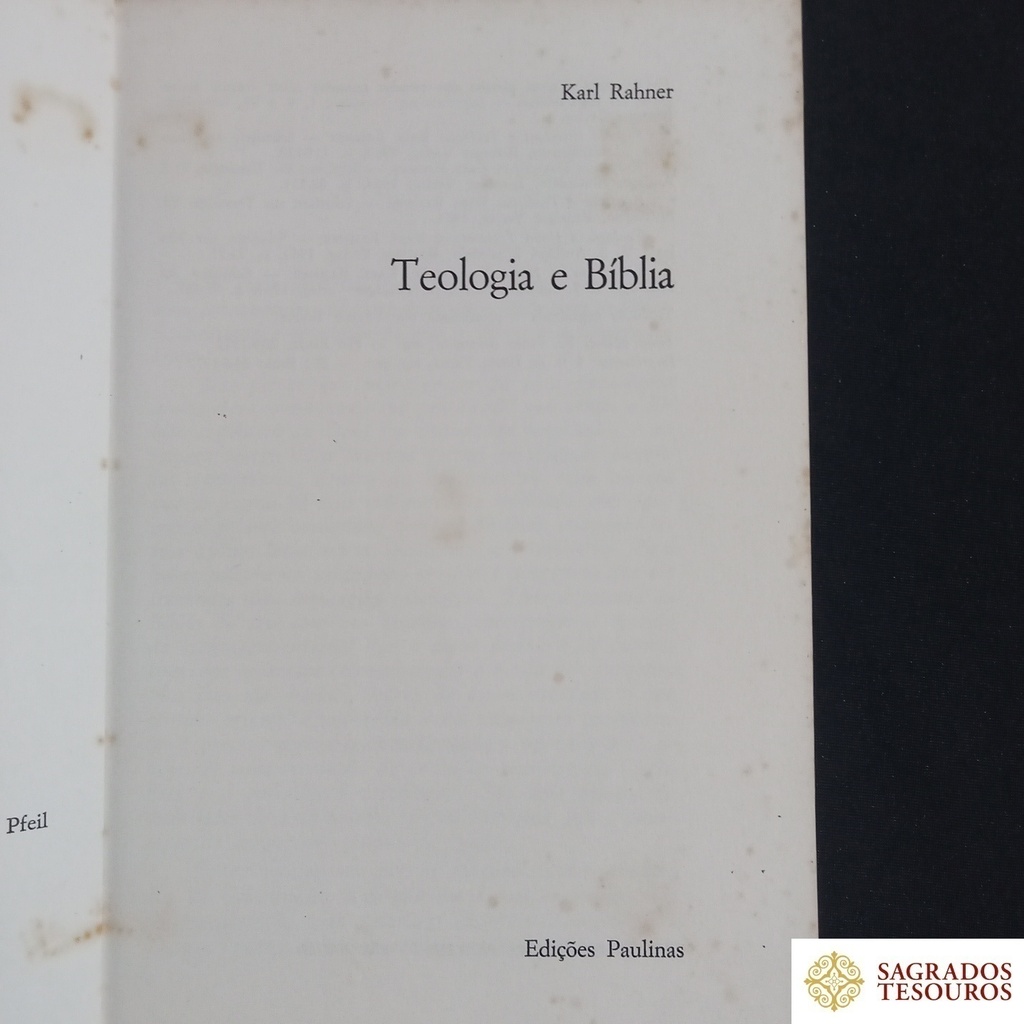 Karl Rahner
Teologia e Bíblia
Pfeil
Edições Paulinas
SAGRADOS
TESOUROS